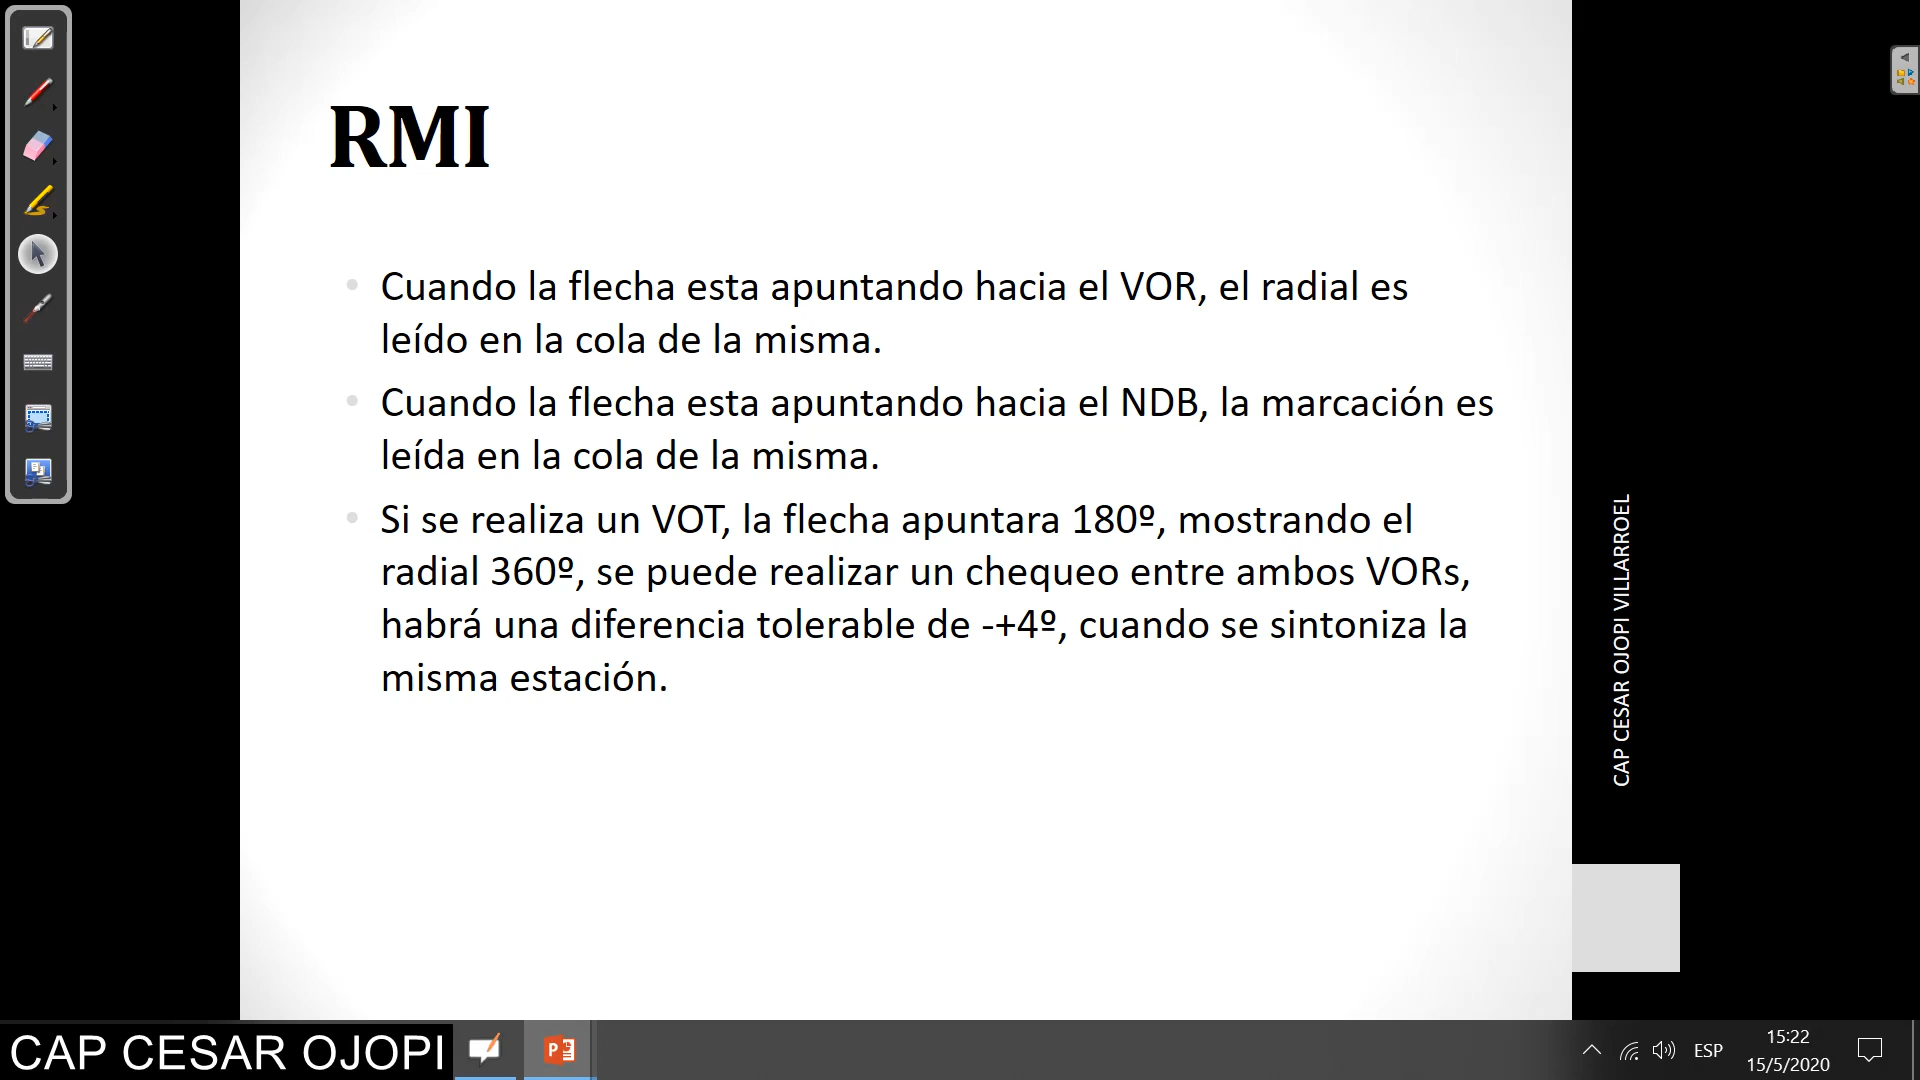 RMI
Cuando la flecha esta apuntando hacia el VOR, el radial es
leído en la cola de la misma.
Cuando la flecha esta apuntando hacia el NDB, la marcación es
leída en la cola de la misma.
Si se realiza un VOT, la flecha apuntara 180º, mostrando el
radial 360º, se puede realizar un chequeo entre ambos VORs,
habrá una diferencia tolerable de -+4º, cuando se sintoniza la
misma estación.
CAP CESAR OJOPI VILLARROEL
CAP CESAR OJOPI
ESP
15:22
15/5/2020